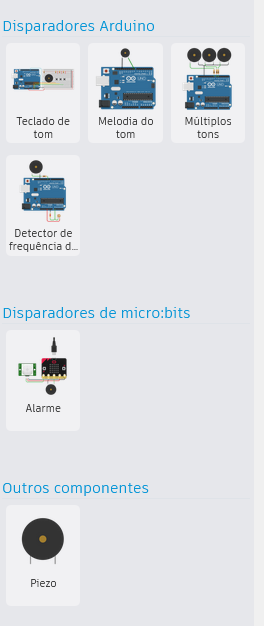 Disparadores Arduino
Teclado de
tom
Melodia do
tom
Múltiplos
tons
Detector de
frequência d...
Disparadores de micro:bits
Alarme
Outros componentes
Piezo